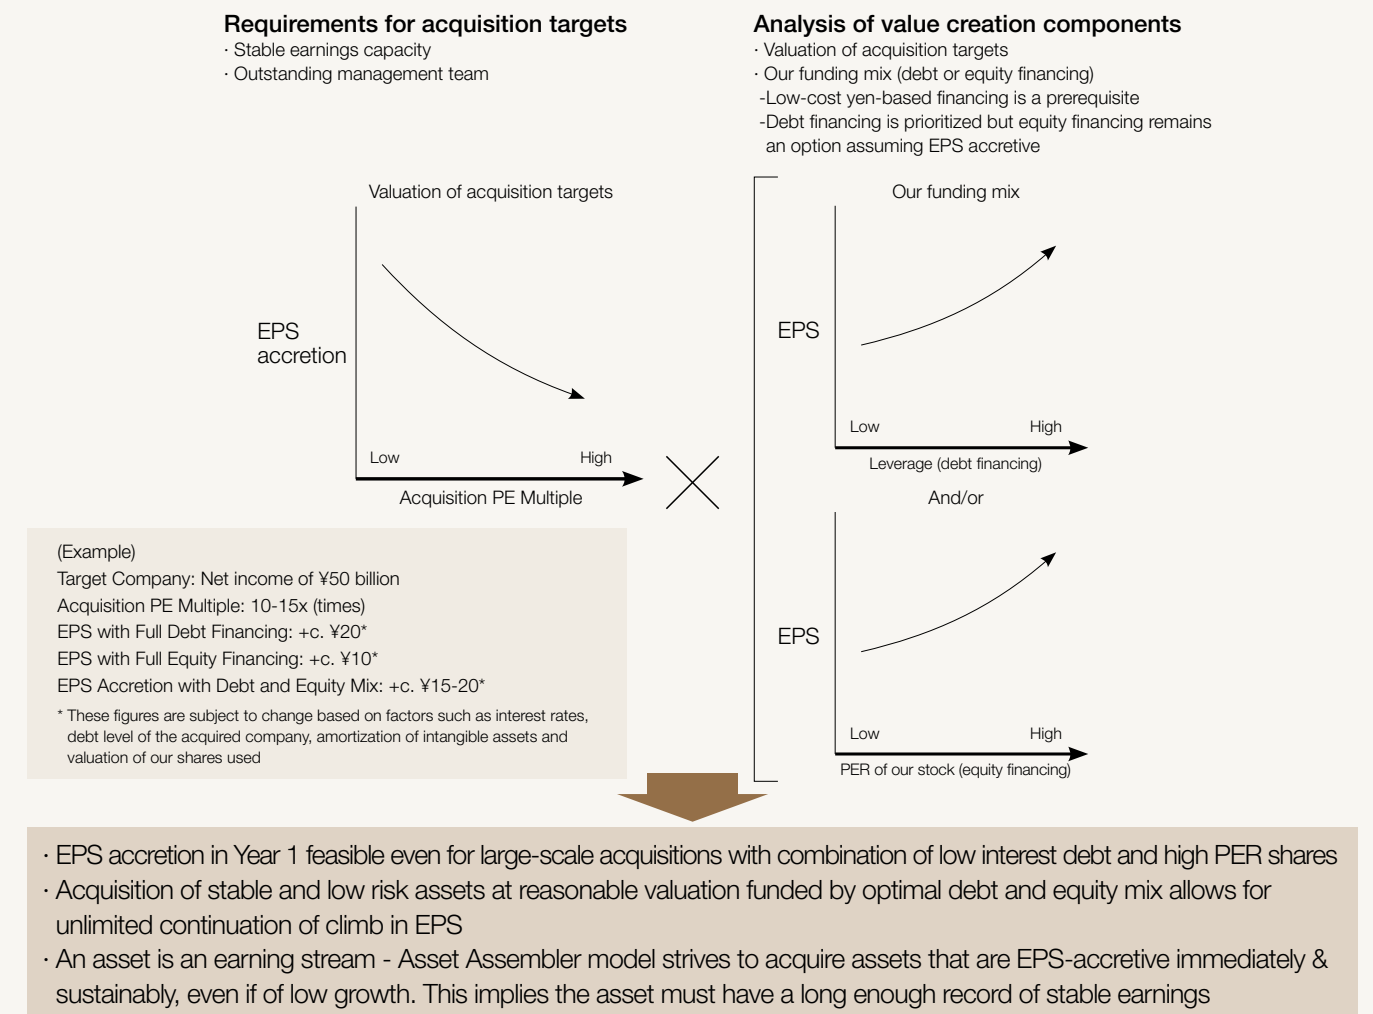 Requirements for acquisition targets
· Stable earnings capacity
· Outstanding management team
Analysis of value creation components
· Valuation of acquisition targets
· Our funding mix (debt or equity financing)
-Low-cost yen-based financing is a prerequisite
-Debt financing is prioritized but equity financing remains
an option assuming EPS accretive
Valuation of acquisition targets
EPS
accretion
Low High
Acquisition PE Multiple
Our funding mix
EPS
Low High
Leverage (debt financing)
And/or
EPS
Low High
PER of our stock (equity financing)
(Example)
Target Company: Net income of ¥50 billion
Acquisition PE Multiple: 10-15x (times)
EPS with Full Debt Financing: +c. ¥20*
EPS with Full Equity Financing: +c. ¥10*
EPS Accretion with Debt and Equity Mix: +c. ¥15-20*
* These figures are subject to change based on factors such as interest rates,
debt level of the acquired company, amortization of intangible assets and
valuation of our shares used
· EPS accretion in Year 1 feasible even for large-scale acquisitions with combination of low interest debt and high PER shares
· Acquisition of stable and low risk assets at reasonable valuation funded by optimal debt and equity mix allows for
unlimited continuation of climb in EPS
· An asset is an earning stream - Asset Assembler model strives to acquire assets that are EPS-accretive immediately &
sustainably, even if of low growth. This implies the asset must have a long enough record of stable earnings